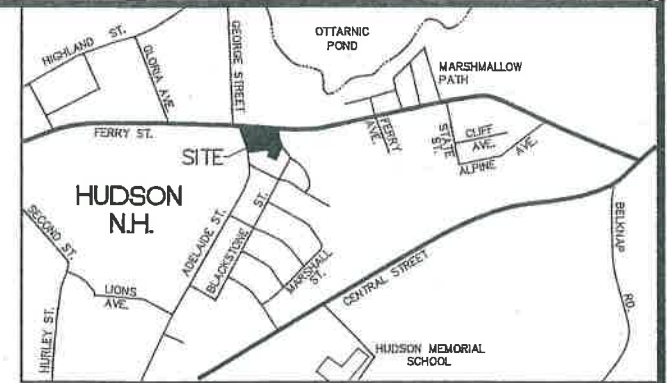 HIGHLAND ST.
GLORIA AVE.
GEORGE STREET
OTTARNIC
POND
MARSHMALLOW
PATH
FERRY ST.
FERRY
AVE.
STATE
ST.
CLIFF
AVE.
ALPINE AVE.
SITE
HUDSON
N.H.
SECOND ST.
ADELAIDE ST.
BLACKSTONE ST.
MARSHALL
ST.
CENTRAL STREET
BELKNAP RD.
LIONS
AVE.
HURLEY ST.
HUDSON MEMORIAL
SCHOOL